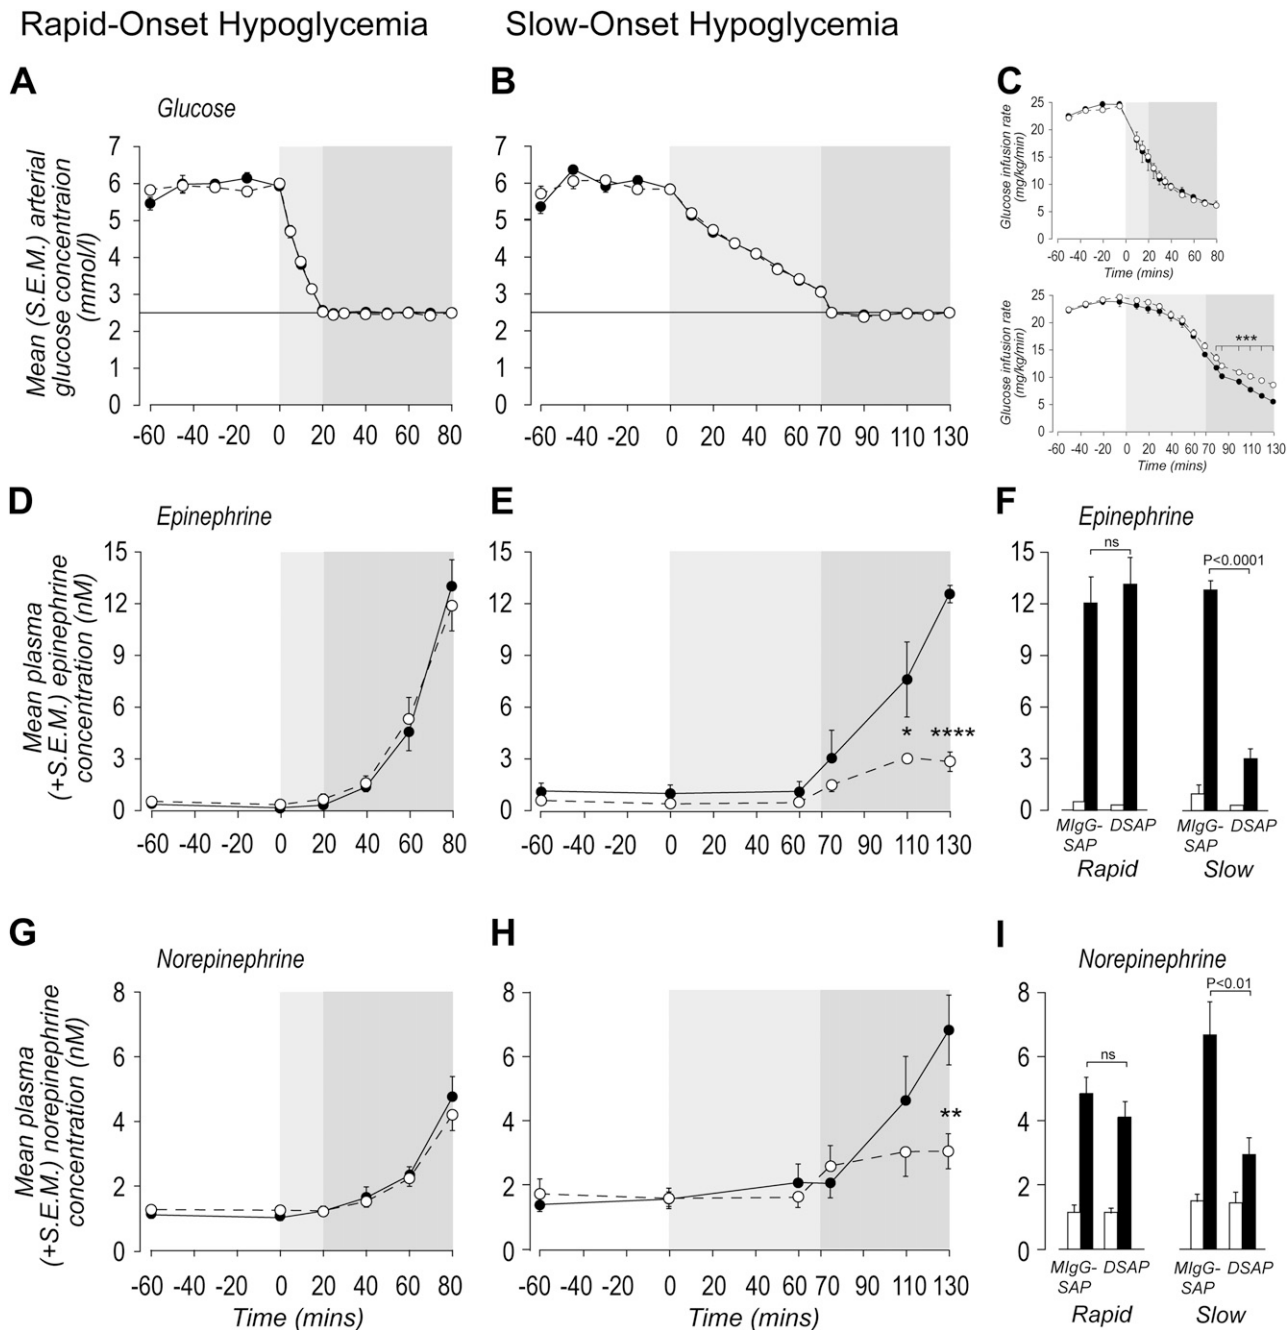 Rapid-Onset Hypoglycemia
Slow-Onset Hypoglycemia
A
Glucose
Mean (S.E.M.) arterial
glucose concentraion
(mmol/l)
7
6
5
4
3
2
1
0
-60 -40 -20 0 20 40 60 80
B
7
6
5
4
3
2
1
0
-60 -40 -20 0 20 40 60 70 90 110 130
C
Glucose infusion rate
(mg/kg/min)
25
20
15
10
5
0
-60 -40 -20 0 20 40 60 80
Time (mins)
Glucose infusion rate
(mg/kg/min)
25
20
15
10
5
0
***
-60 -40 -20 0 20 40 60 70 90 110 130
Time (mins)
D
Epinephrine
Mean plasma
(+S.E.M.) epinephrine
concentration (nM)
15
12
9
6
3
0
-60 -40 -20 0 20 40 60 80
E
15
12
9
6
3
0
* ****
-60 -40 -20 0 20 40 60 70 90 110 130
F
Epinephrine
15
12
9
6
3
0
ns
P<0.0001
MIgG-SAP DSAP MIgG-SAP DSAP
Rapid Slow
G
Norepinephrine
Mean plasma
(+S.E.M.) norepinephrine
concentration (nM)
8
6
4
2
0
-60 -40 -20 0 20 40 60 80
Time (mins)
H
8
6
4
2
0
**
-60 -40 -20 0 20 40 60 70 90 110 130
Time (mins)
I
Norepinephrine
8
6
4
2
0
ns
P<0.01
MIgG-SAP DSAP MIgG-SAP DSAP
Rapid Slow